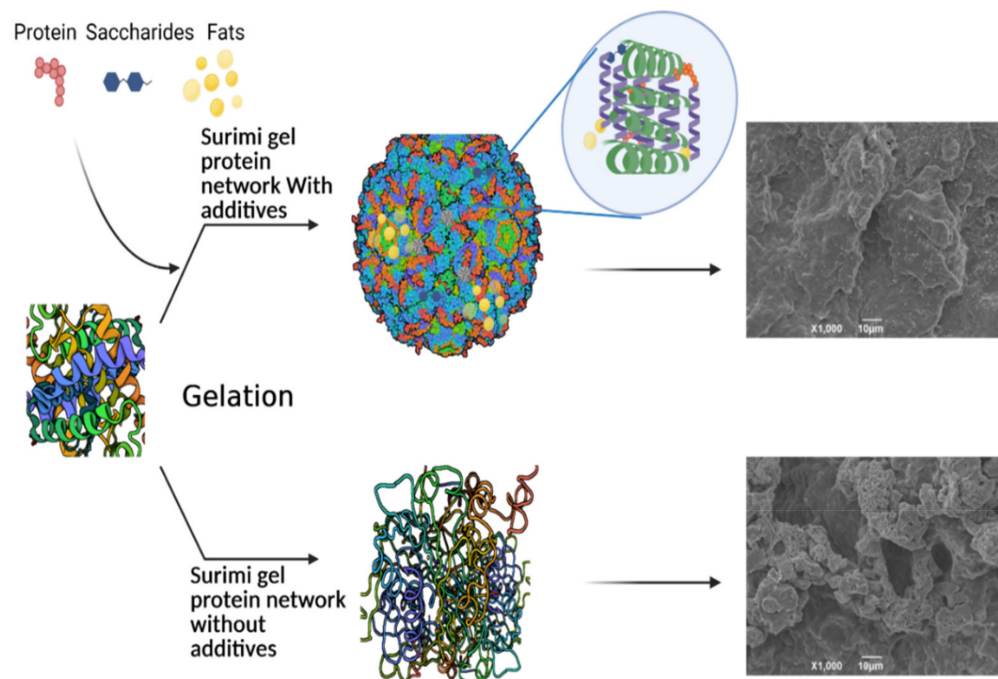 Protein Saccharides Fats
Surimi gel
protein
network With
additives
X1,000 10µm
Gelation
Surimi gel
protein network
without
additives
X1,000 10µm